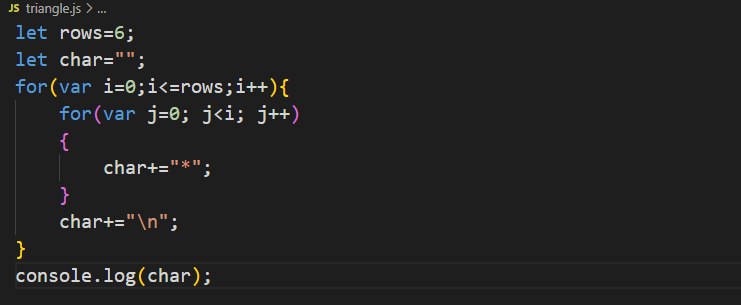 JS triangle.js > ...
let rows=6;
let char="";
for(var i=0;i<=rows;i++){
    for(var j=0; j<i; j++)
    {
        char+="*";
    }
    char+="\n";
}
console.log(char);